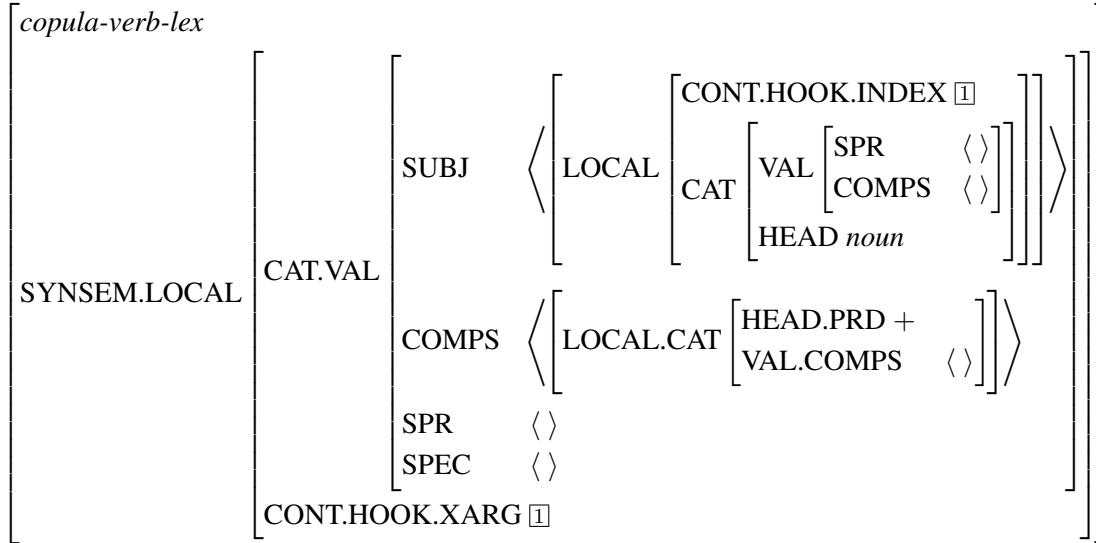 copula-verb-lex
CONT.HOOK.INDEX 1
SUBJ ⟨ LOCAL CAT VAL SPR ⟨ ⟩
COMPS ⟨ ⟩
HEAD noun ⟩
SYNSEM.LOCAL CAT.VAL
COMPS ⟨ LOCAL.CAT HEAD.PRD +
VAL.COMPS ⟨ ⟩ ⟩
SPR ⟨ ⟩
SPEC ⟨ ⟩
CONT.HOOK.XARG 1